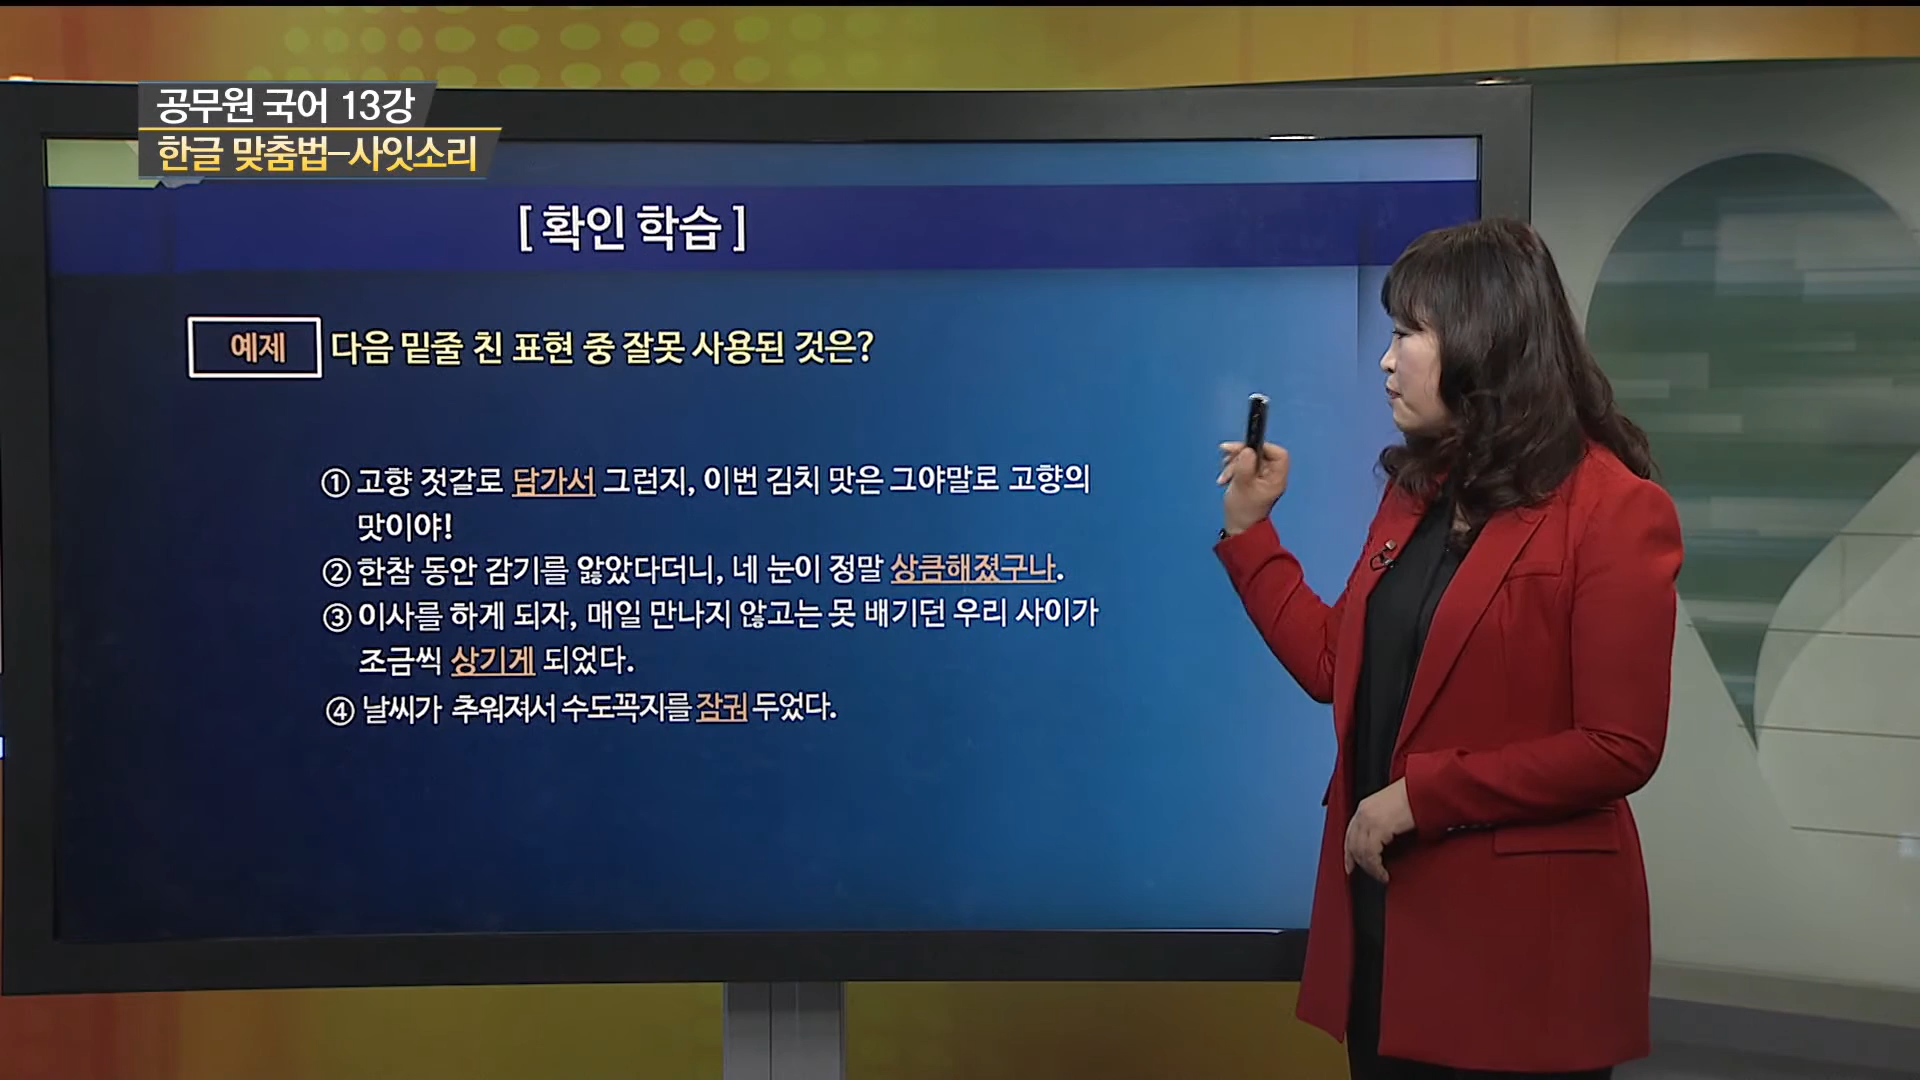 공무원 국어 13강
한글 맞춤법-사잇소리
[ 확인 학습 ]
예제 다음 밑줄 친 표현 중 잘못 사용된 것은?
① 고향 젓갈로 담가서 그런지, 이번 김치 맛은 그야말로 고향의
맛이야!
② 한참 동안 감기를 앓았다더니, 네 눈이 정말 상큼해졌구나.
③ 이사를 하게 되자, 매일 만나지 않고는 못 배기던 우리 사이가
조금씩 상기게 되었다.
④ 날씨가 추워져서 수도꼭지를 잠궈 두었다.